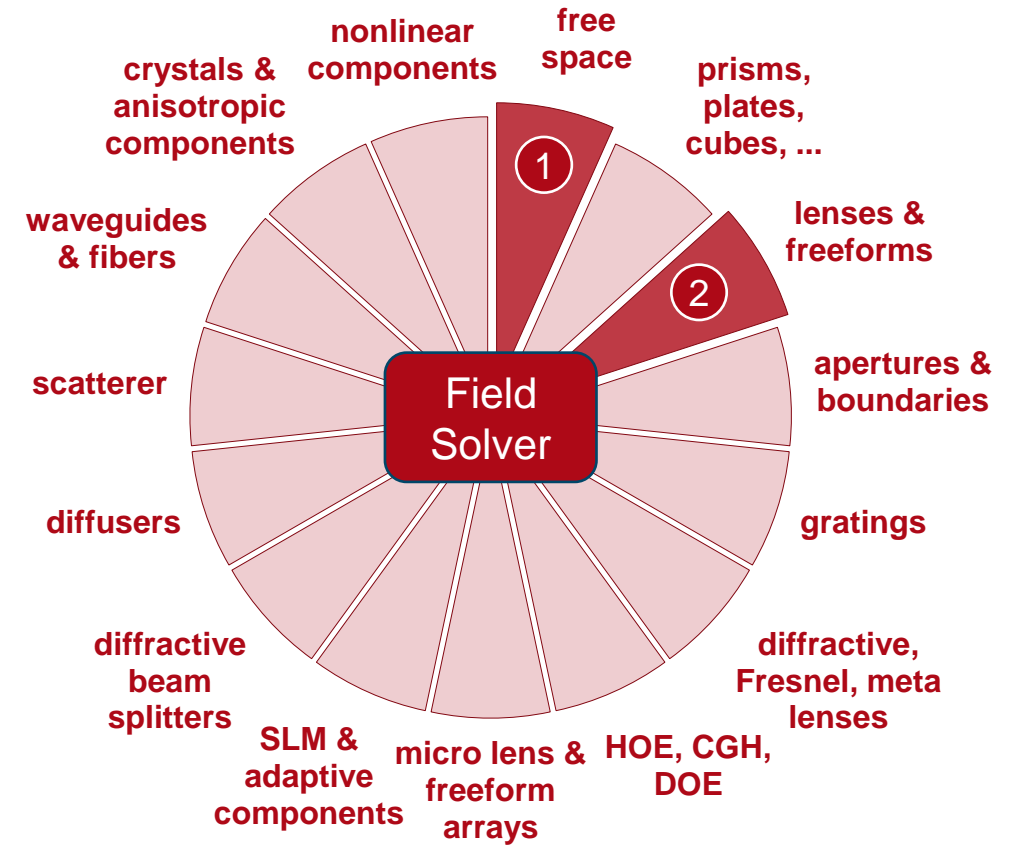 free
space
prisms,
plates,
cubes, ...
lenses &
freeforms
apertures &
boundaries
gratings
diffractive,
Fresnel, meta
lenses
HOE, CGH,
DOE
micro lens &
freeform
arrays
SLM &
adaptive
components
diffractive
beam
splitters
diffusers
scatterer
waveguides
& fibers
crystals &
anisotropic
components
nonlinear
components
1
2
Field
Solver